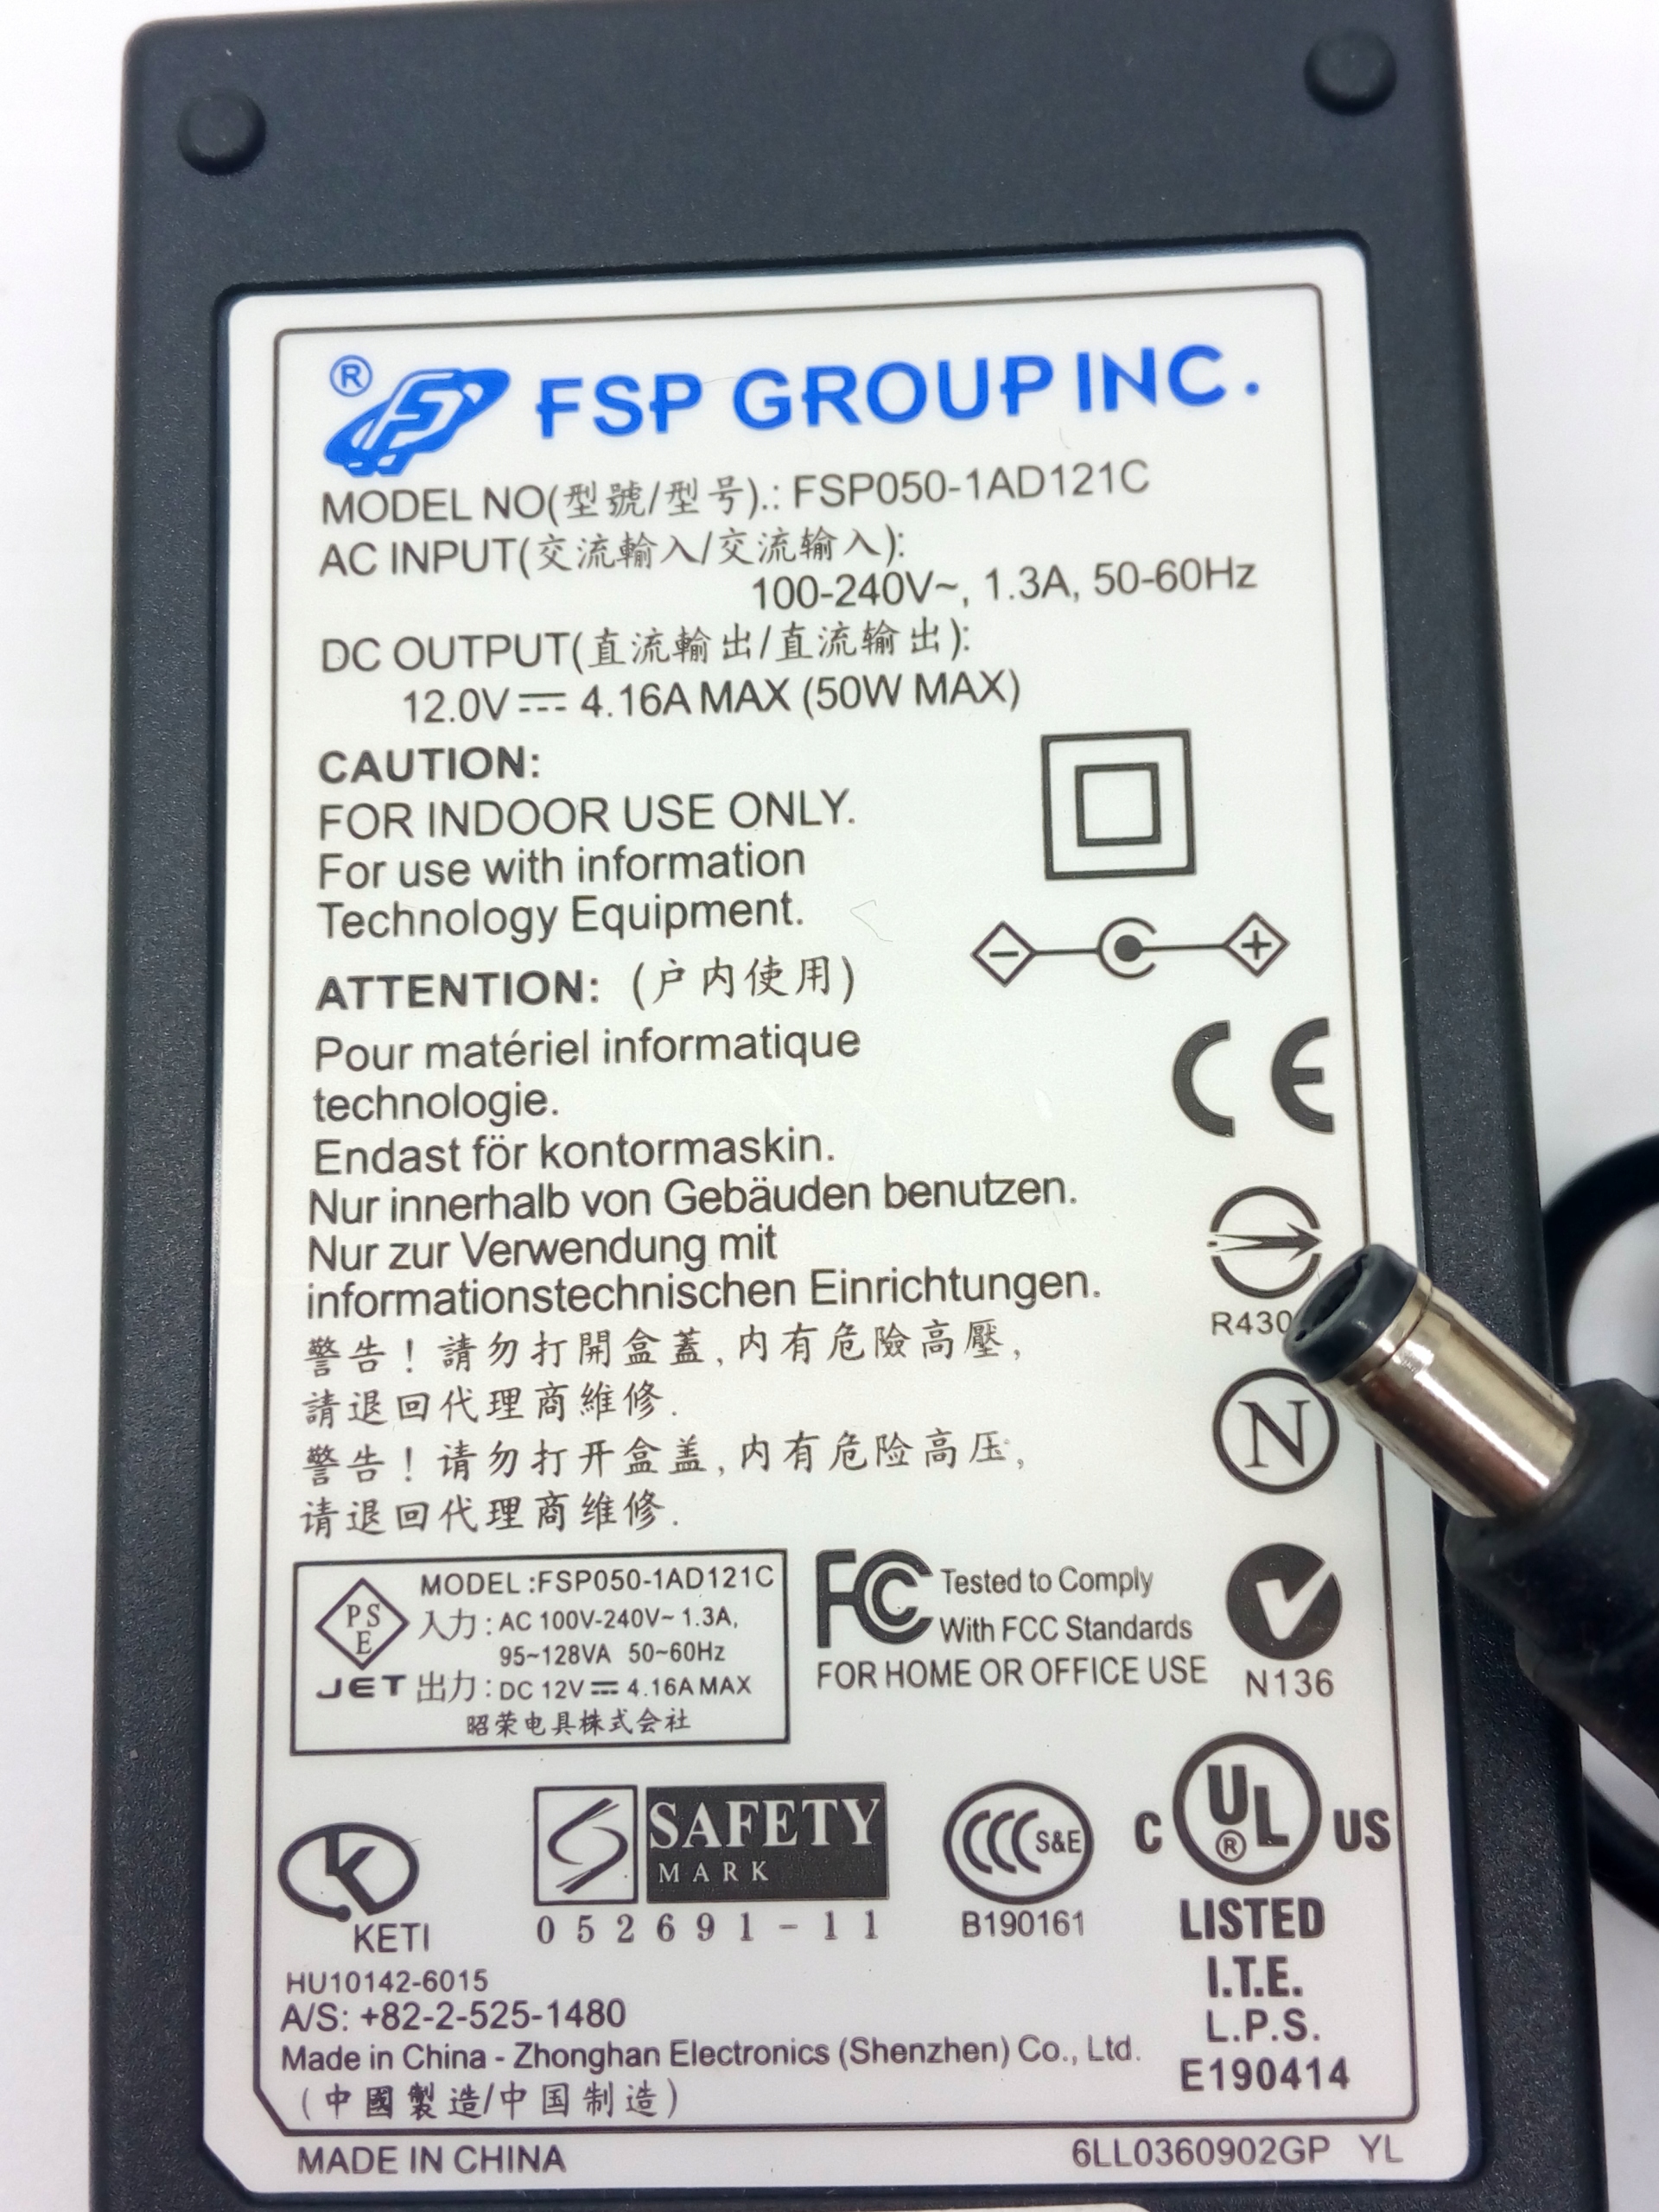 ® FSP GROUP INC.
MODEL NO(型號/型号).: FSP050-1AD121C
AC INPUT(交流輸入/交流输入):
100-240V~, 1.3A, 50-60Hz
DC OUTPUT(直流輸出/直流输出):
12.0V⎓ 4.16A MAX (50W MAX)
CAUTION:
FOR INDOOR USE ONLY.
For use with information
Technology Equipment.
ATTENTION: (户内使用)
Pour matériel informatique
technologie.
Endast för kontormaskin.
Nur innerhalb von Gebäuden benutzen.
Nur zur Verwendung mit
informationstechnischen Einrichtungen.
R430
警告！請勿打開盒蓋,内有危險高壓,
請退回代理商維修.
N
警告！请勿打开盒盖,内有危险高压,
请退回代理商维修.
PSE
JET
MODEL :FSP050-1AD121C
入力 : AC 100V-240V~ 1.3A,
95~128VA 50~60Hz
出力 : DC 12V⎓ 4.16A MAX
昭荣电具株式会社
FC Tested to Comply
With FCC Standards
FOR HOME OR OFFICE USE
N136
KETI
SAFETY
MARK
052691-11
S&E
B190161
C UL® US
LISTED
I.T.E.
L.P.S.
E190414
HU10142-6015
A/S: +82-2-525-1480
Made in China - Zhonghan Electronics (Shenzhen) Co., Ltd.
(中國製造/中国制造)
MADE IN CHINA
6LL0360902GP YL